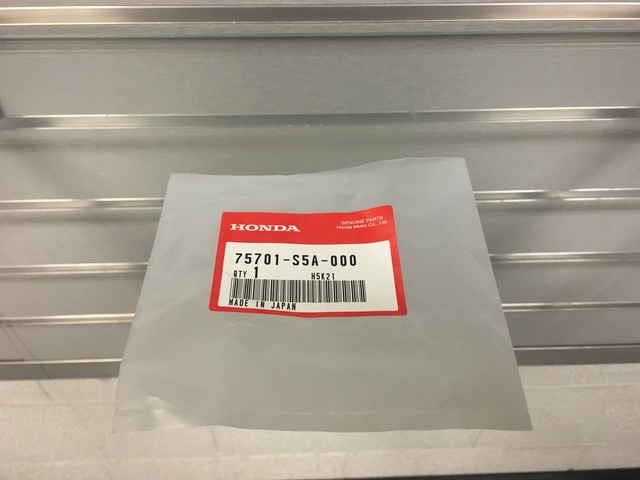 HONDA
GENUINE PARTS
Honda Motor Co., Ltd.
75701-S5A-000
QTY 1 H5K21
MADE IN JAPAN